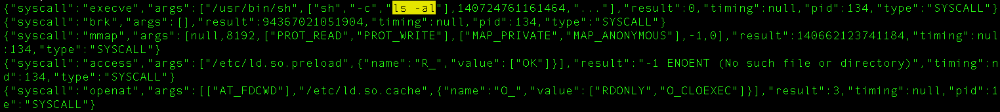 {"syscall":"execve","args":["/usr/bin/sh",["sh","-c","ls -al"],140724761161464,"..."],"result":0,"timing":null,"pid":134,"type":"SYSCALL"}
{"syscall":"brk","args":[],"result":94367021051904,"timing":null,"pid":134,"type":"SYSCALL"}
{"syscall":"mmap","args":[null,8192,["PROT_READ","PROT_WRITE"],["MAP_PRIVATE","MAP_ANONYMOUS"],-1,0],"result":140662123741184,"timing":nul
:134,"type":"SYSCALL"}
{"syscall":"access","args":["/etc/ld.so.preload",{"name":"R_","value":["OK"]}],"result":"-1 ENOENT (No such file or directory)","timing":n
d":134,"type":"SYSCALL"}
{"syscall":"openat","args":[["AT_FDCWD"],"/etc/ld.so.cache",{"name":"O_","value":["RDONLY","O_CLOEXEC"]}],"result":3,"timing":null,"pid":1
e":"SYSCALL"}